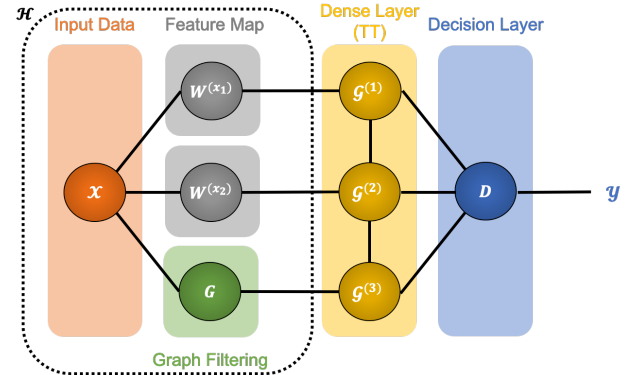 ℋ
Input Data
Feature Map
Dense Layer
(TT)
Decision Layer
W^(x₁)
𝒢^(1)
𝒳
W^(x₂)
𝒢^(2)
D
𝒴
G
𝒢^(3)
Graph Filtering